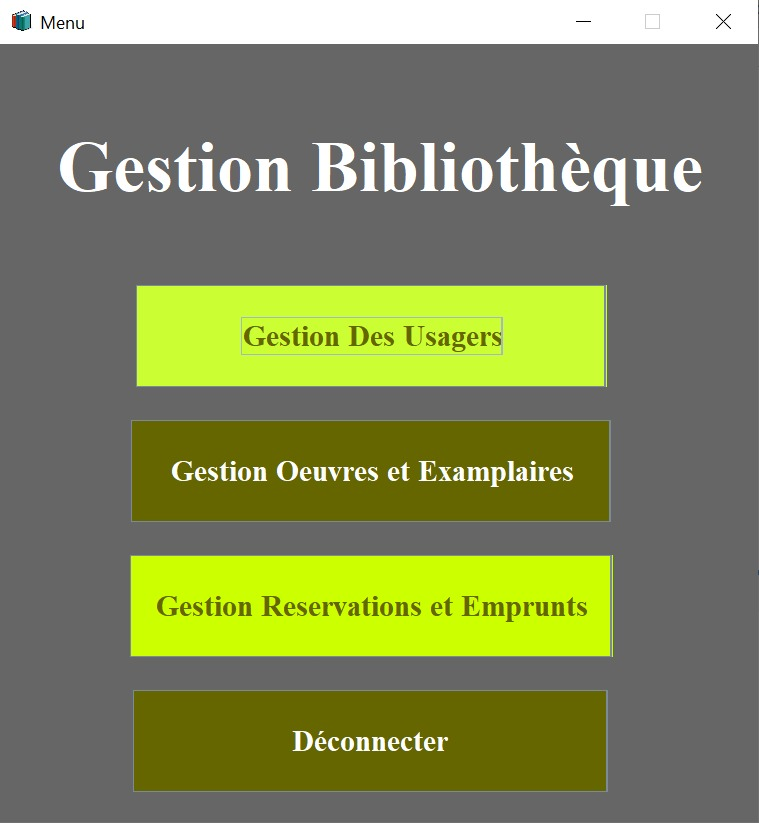 Menu
Gestion Bibliothèque
Gestion Des Usagers
Gestion Oeuvres et Examplaires
Gestion Reservations et Emprunts
Déconnecter